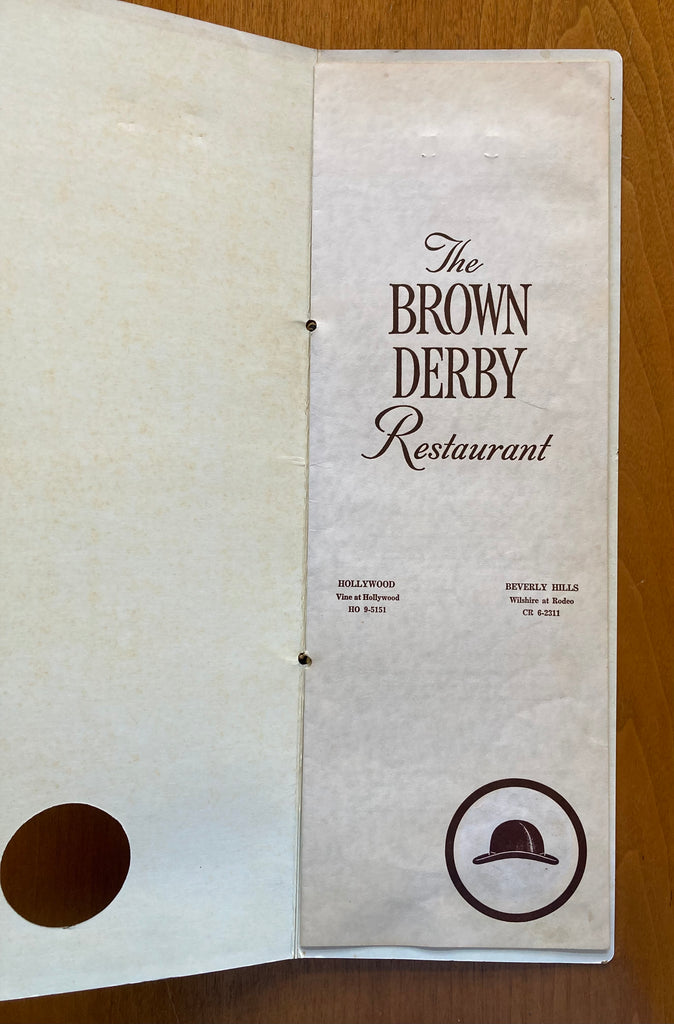 The
BROWN
DERBY
Restaurant
HOLLYWOOD
Vine at Hollywood
HO 9-5151
BEVERLY HILLS
Wilshire at Rodeo
CR 6-2311